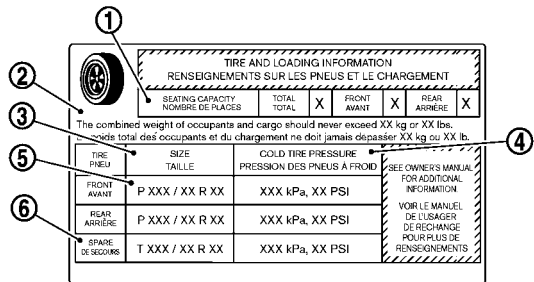 ①
TIRE AND LOADING INFORMATION
RENSEIGNEMENTS SUR LES PNEUS ET LE CHARGEMENT
②
SEATING CAPACITY TOTAL X FRONT X REAR X
NOMBRE DE PLACES TOTAL AVANT ARRIÈRE
The combined weight of occupants and cargo should never exceed XX kg or XX lbs.
poids total des occupants et du chargement ne doit jamais depasser XX kg ou XX lb.
③
④
TIRE SIZE COLD TIRE PRESSURE
PNEU TAILLE PRESSION DES PNEUS À FROID
⑤
FRONT
AVANT
P XXX / XX R XX XXX kPa, XX PSI
REAR
ARRIÈRE
P XXX / XX R XX XXX kPa, XX PSI
⑥
SPARE
DE SECOURS
T XXX / XX R XX XXX kPa, XX PSI
SEE OWNER'S MANUAL
FOR ADDITIONAL
INFORMATION.
VOIR LE MANUEL
DE L'USAGER
DE RECHANGE
POUR PLUS DE
RENSEIGNEMENTS